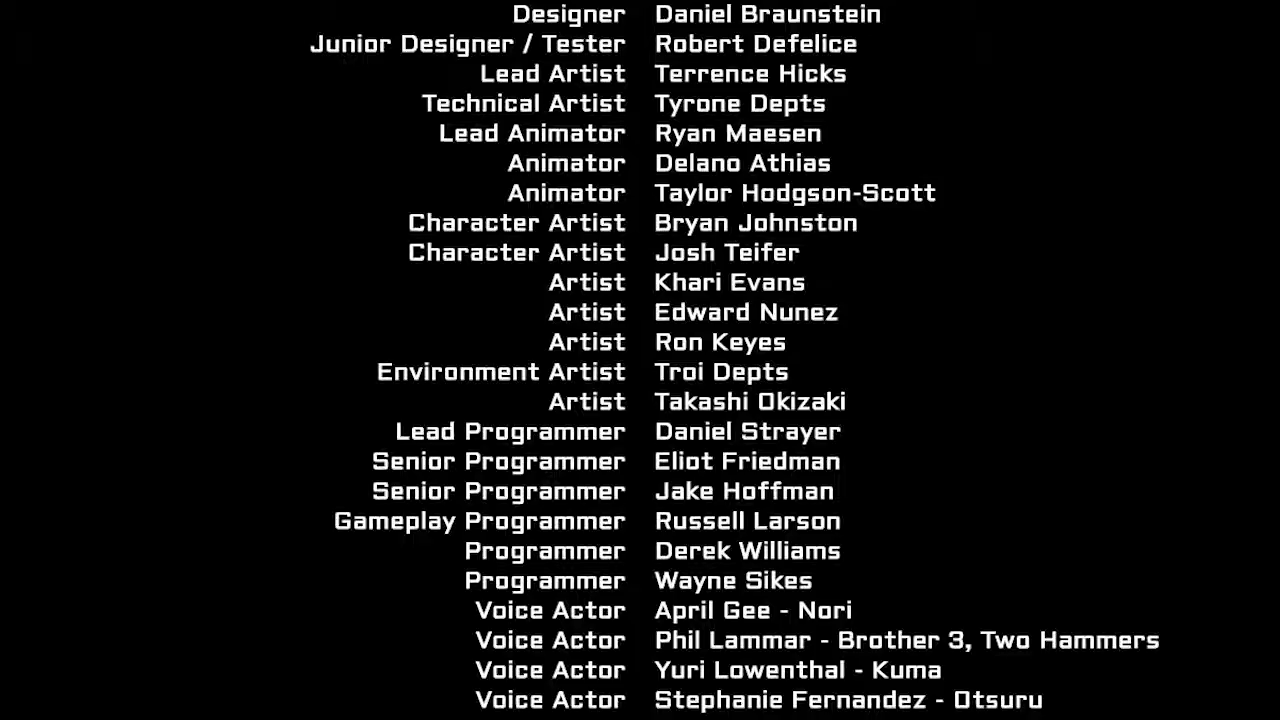 Designer Daniel Braunstein
Junior Designer / Tester Robert Defelice
Lead Artist Terrence Hicks
Technical Artist Tyrone Depts
Lead Animator Ryan Maesen
Animator Delano Athias
Animator Taylor Hodgson-Scott
Character Artist Bryan Johnston
Character Artist Josh Teifer
Artist Khari Evans
Artist Edward Nunez
Artist Ron Keyes
Environment Artist Troi Depts
Artist Takashi Okizaki
Lead Programmer Daniel Strayer
Senior Programmer Eliot Friedman
Senior Programmer Jake Hoffman
Gameplay Programmer Russell Larson
Programmer Derek Williams
Programmer Wayne Sikes
Voice Actor April Gee - Nori
Voice Actor Phil Lammar - Brother 3, Two Hammers
Voice Actor Yuri Lowenthal - Kuma
Voice Actor Stephanie Fernandez - Otsuru